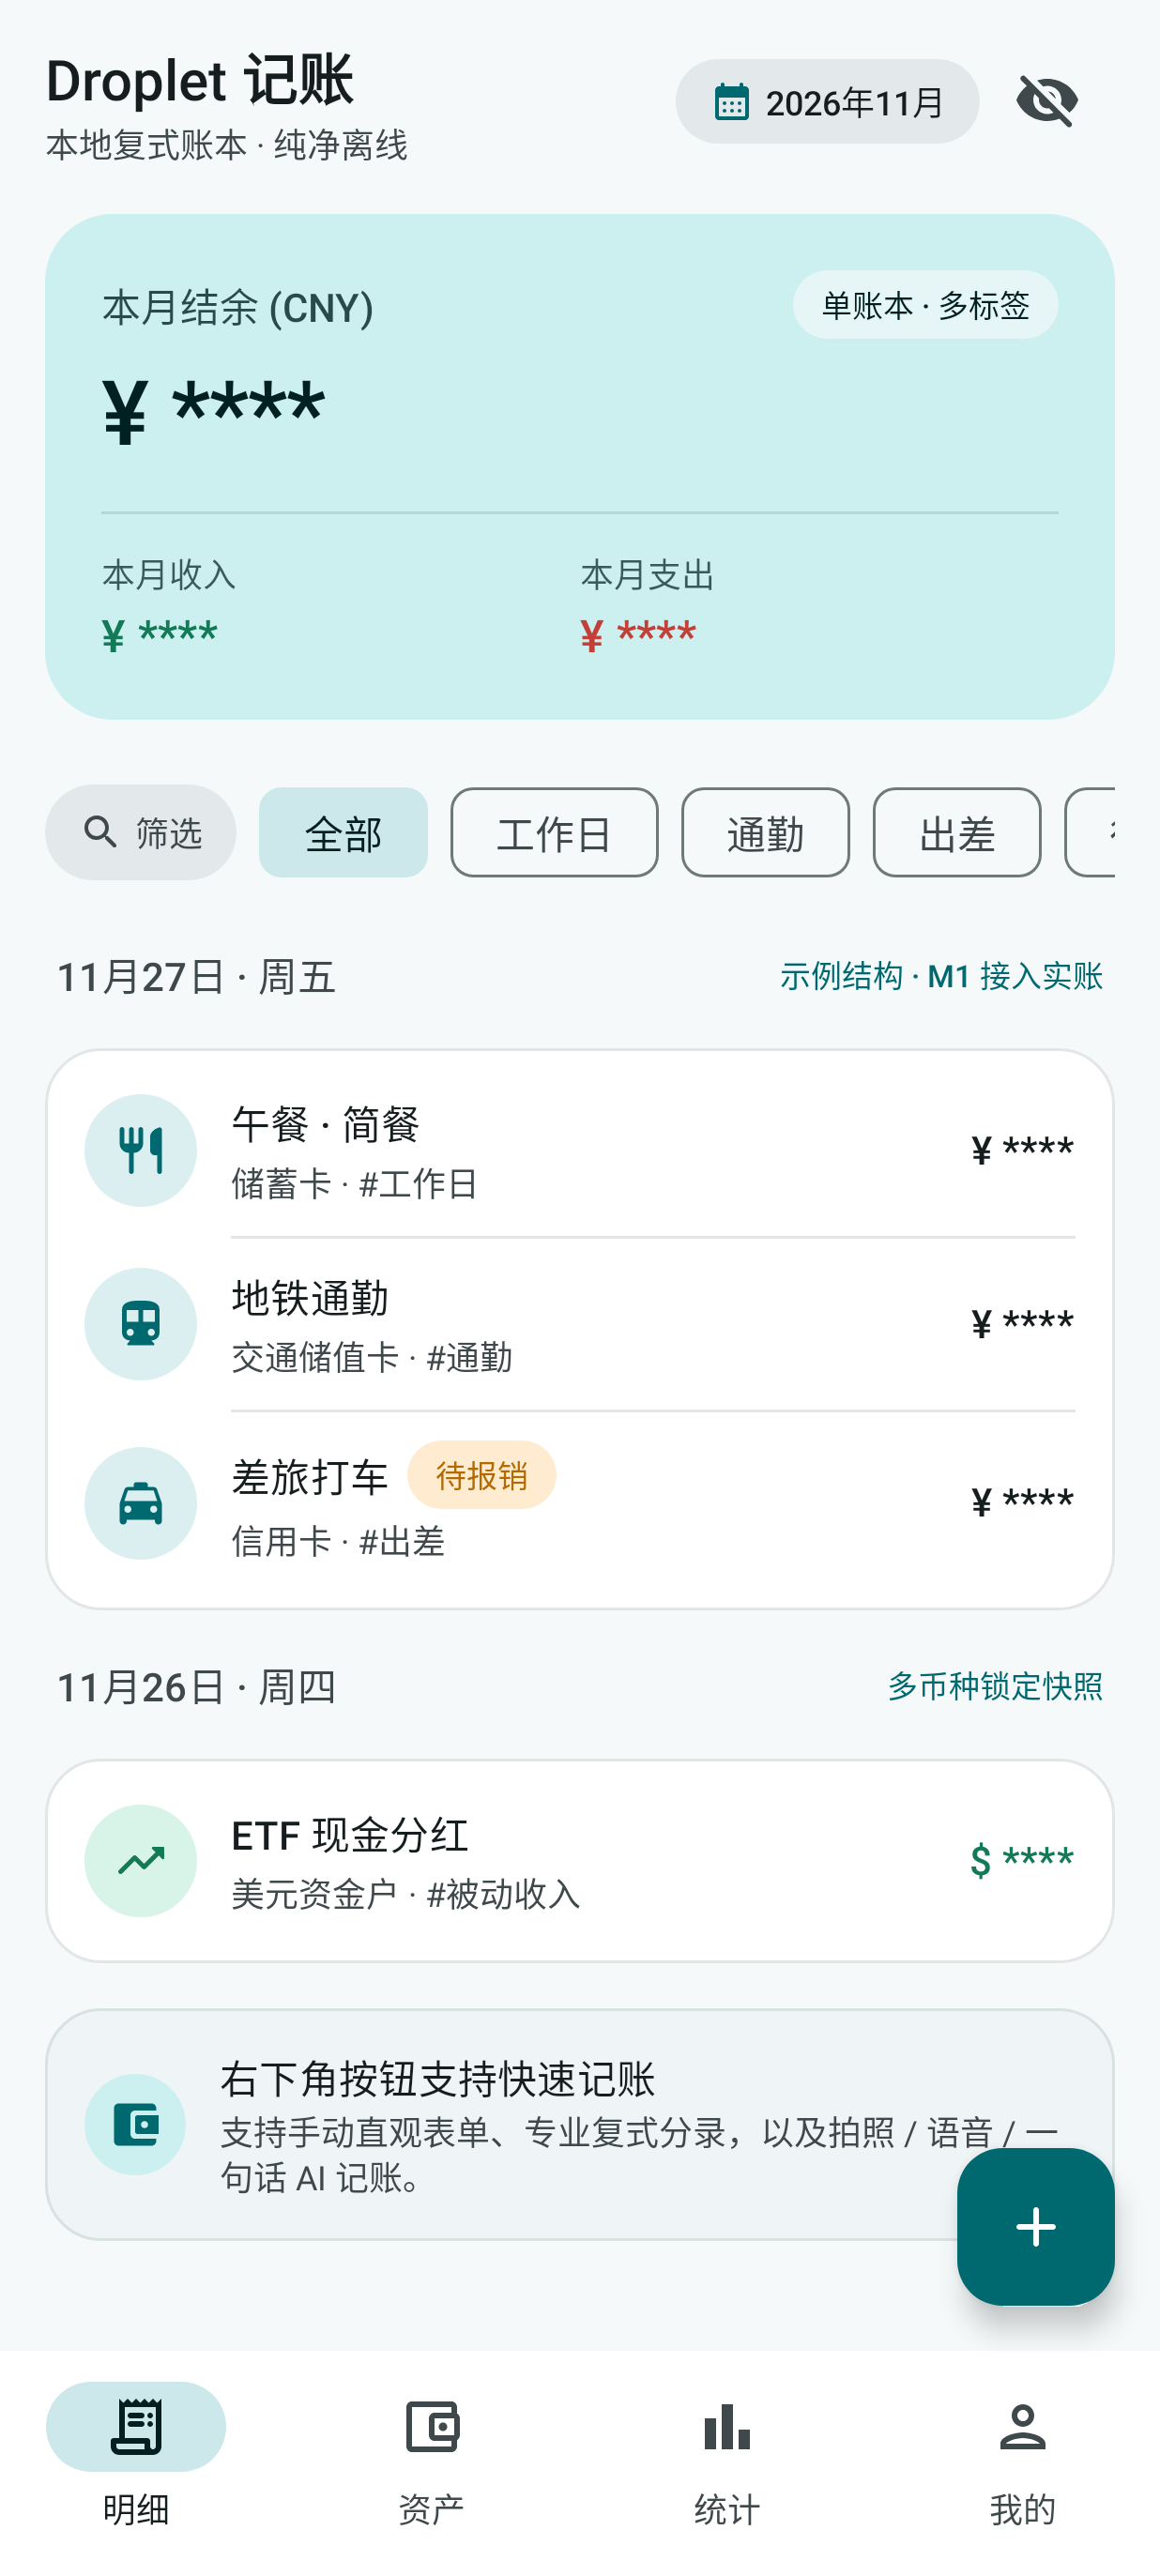 Droplet 记账
本地复式账本 · 纯净离线
2026年11月
本月结余 (CNY)
单账本 · 多标签
¥ ****
本月收入
¥ ****
本月支出
¥ ****
筛选
全部
工作日
通勤
出差
11月27日 · 周五
示例结构 · M1 接入实账
午餐 · 简餐
储蓄卡 · #工作日
¥ ****
地铁通勤
交通储值卡 · #通勤
¥ ****
差旅打车
待报销
信用卡 · #出差
¥ ****
11月26日 · 周四
多币种锁定快照
ETF 现金分红
美元资金户 · #被动收入
$ ****
右下角按钮支持快速记账
支持手动直观表单、专业复式分录，以及拍照 / 语音 / 一
句话 AI 记账。
明细
资产
统计
我的